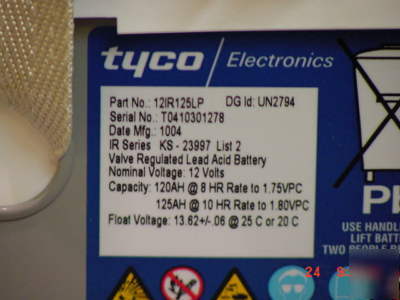 tyco / Electronics
Part No.: 12IR125LP DG Id: UN2794
Serial No.: T0410301278
Date Mfg.: 1004
IR Series KS - 23997 List 2
Valve Regulated Lead Acid Battery
Nominal Voltage: 12 Volts
Capacity: 120AH @ 8 HR Rate to 1.75VPC
125AH @ 10 HR Rate to 1.80VPC
Float Voltage: 13.62+/-.06 @ 25 C or 20 C
USE HANDL
LIFT BATT
TWO PEOPLE
24